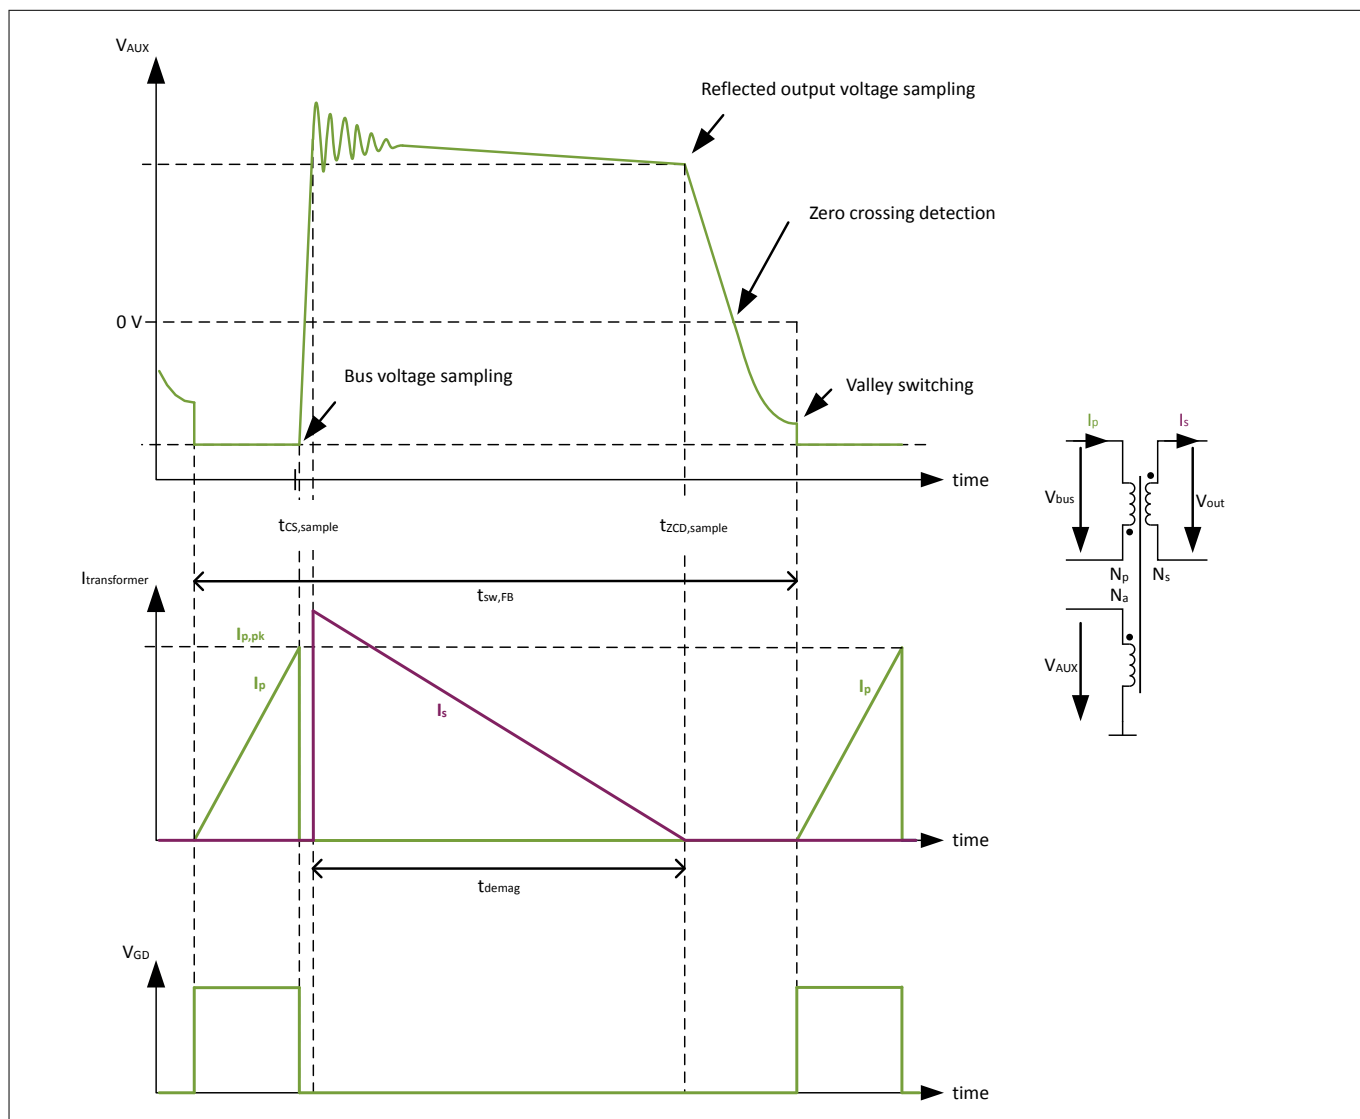 VAUX
Reflected output voltage sampling
Zero crossing detection
0 V
Bus voltage sampling
Valley switching
time
tCS,sample
tZCD,sample
Itransformer
tsw,FB
Ip,pk
Ip
Is
Ip
time
tdemag
VGD
time
Ip
Is
Vbus
Vout
Np
Ns
Na
VAUX